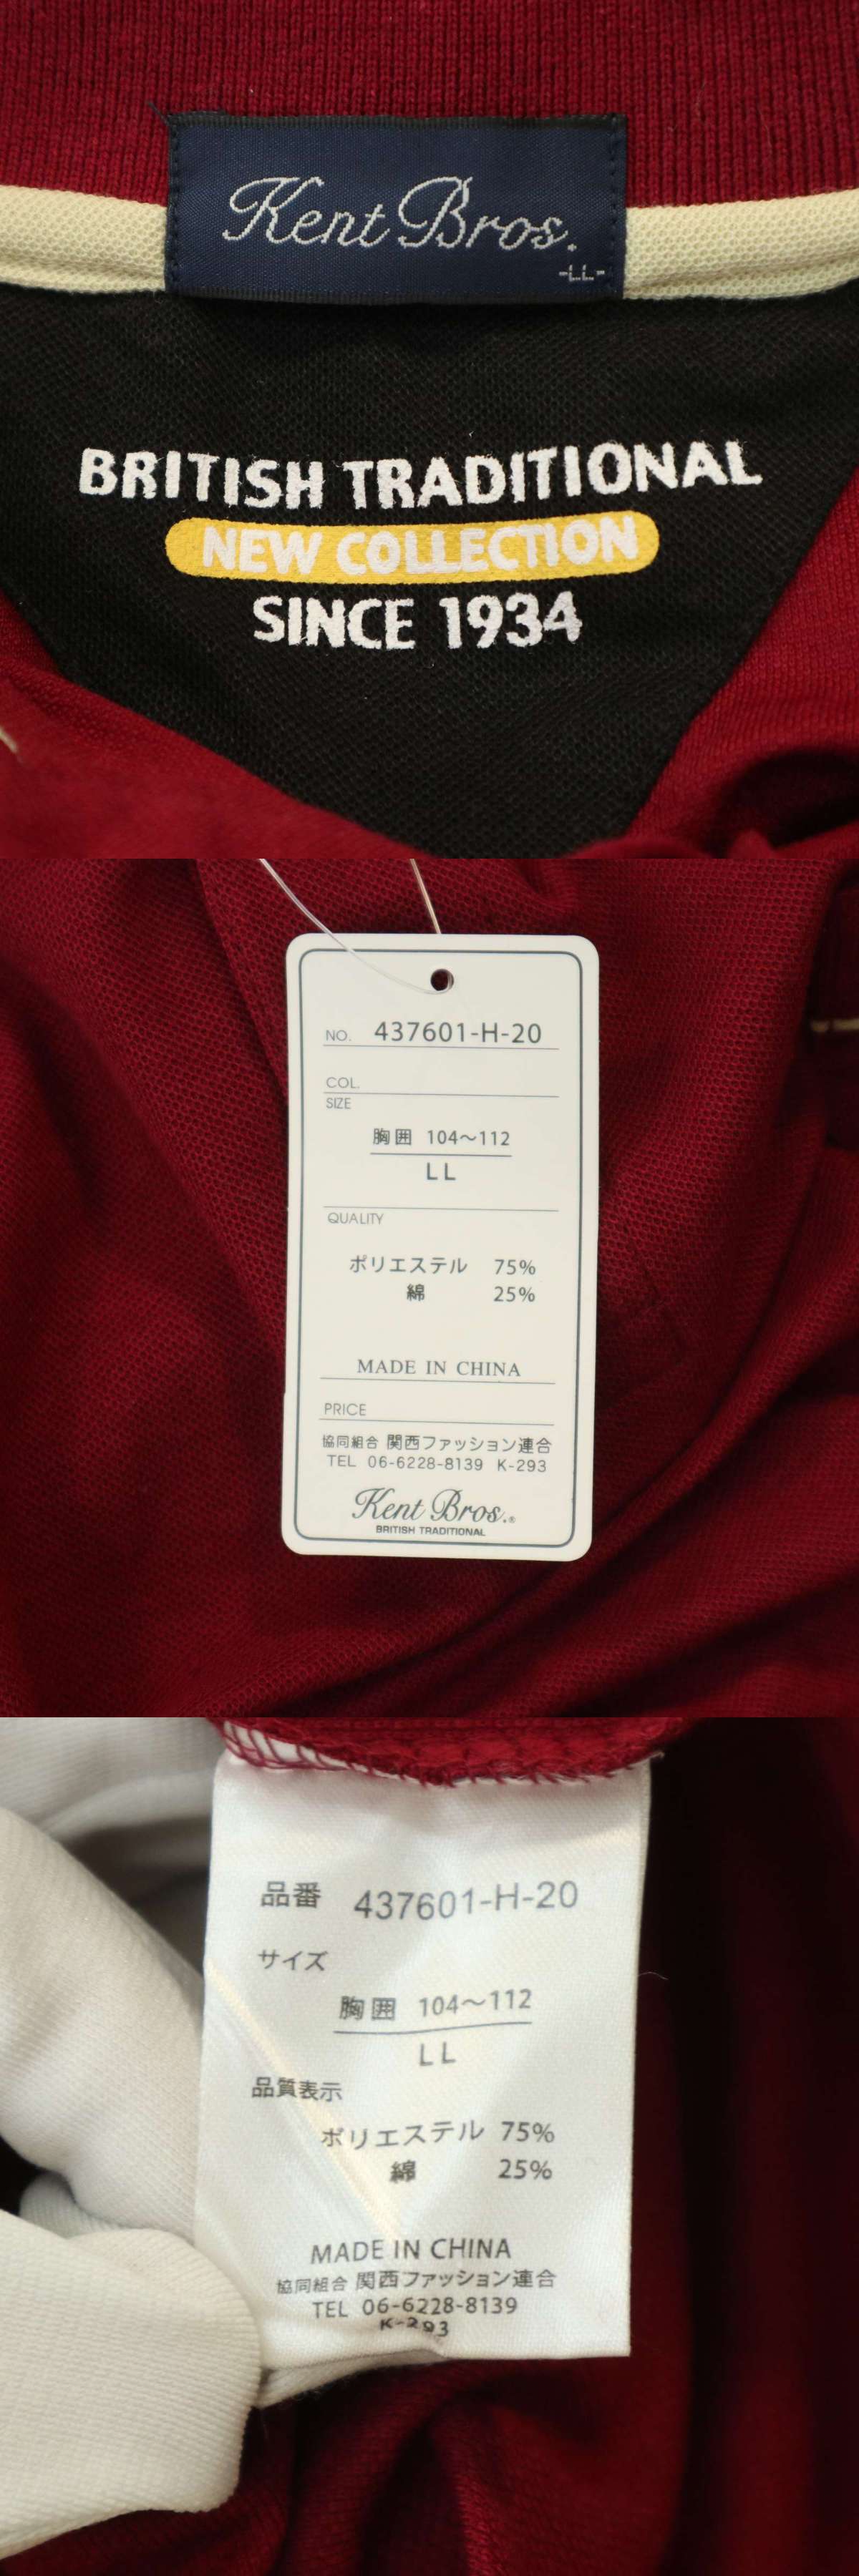 Kent Bros.
-LL-
BRITISH TRADITIONAL
NEW COLLECTION
SINCE 1934
NO. 437601-H-20
COL.
SIZE
胸囲 104〜112
LL
QUALITY
ポリエステル 75%
綿 25%
MADE IN CHINA
PRICE
協同組合 関西ファッション連合
TEL 06-6228-8139 K-293
Kent Bros.®
BRITISH TRADITIONAL
品番 437601-H-20
サイズ
胸囲 104〜112
LL
品質表示
ポリエステル 75%
綿 25%
MADE IN CHINA
協同組合 関西ファッション連合
TEL 06-6228-8139
K-293